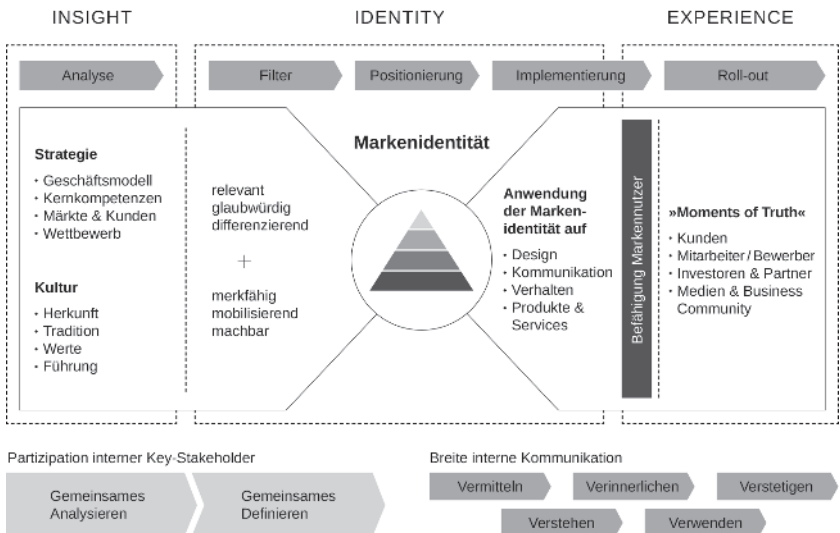 INSIGHT
IDENTITY
EXPERIENCE
Analyse
Filter
Positionierung
Implementierung
Roll-out
Strategie
· Geschäftsmodell
· Kernkompetenzen
· Märkte & Kunden
· Wettbewerb
Kultur
· Herkunft
· Tradition
· Werte
· Führung
relevant
glaubwürdig
differenzierend
+
merkfähig
mobilisierend
machbar
Markenidentität
Anwendung
der Marken-
identität auf
· Design
· Kommunikation
· Verhalten
· Produkte &
Services
Befähigung Markennutzer
»Moments of Truth«
· Kunden
· Mitarbeiter / Bewerber
· Investoren & Partner
· Medien & Business
Community
Partizipation interner Key-Stakeholder
Gemeinsames
Analysieren
Gemeinsames
Definieren
Breite interne Kommunikation
Vermitteln
Verinnerlichen
Verstetigen
Verstehen
Verwenden